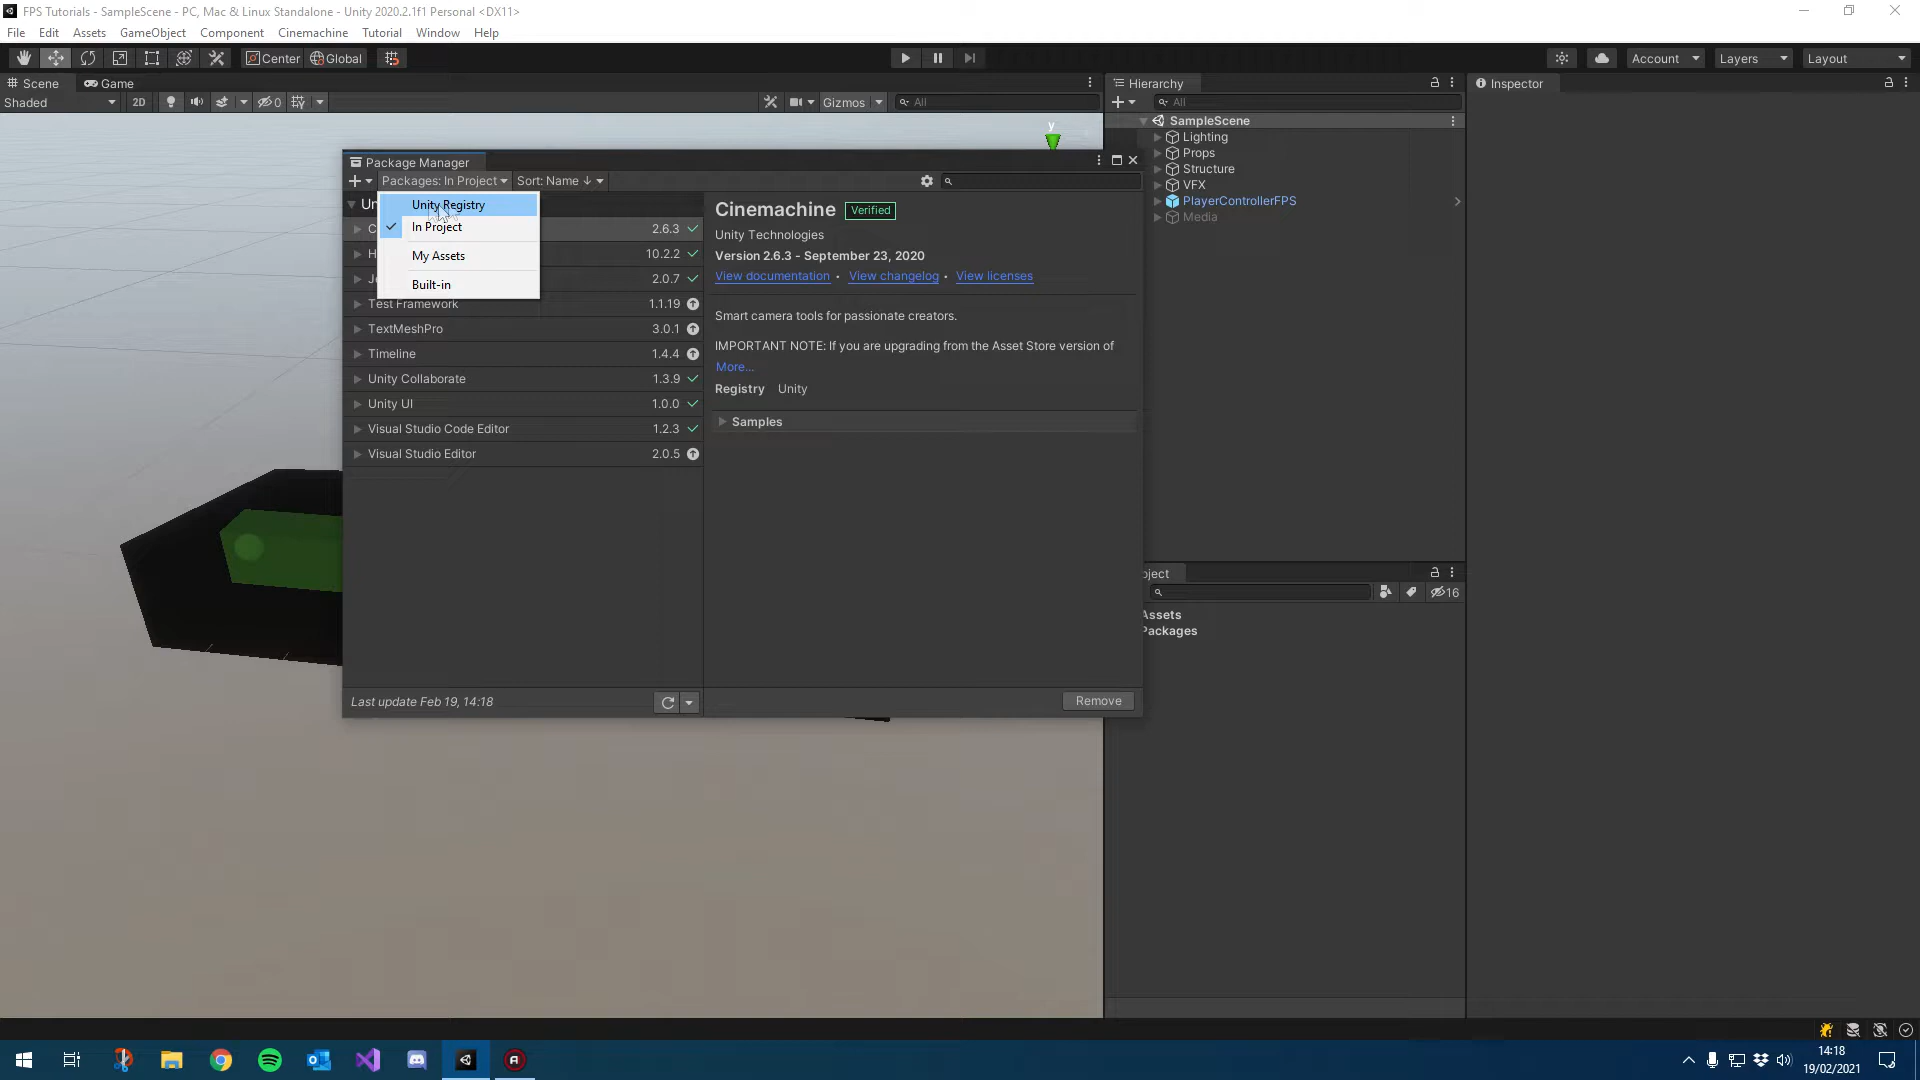 FPS Tutorials - SampleScene - PC, Mac & Linux Standalone - Unity 2020.2.1f1 Personal <DX11>
File Edit Assets GameObject Component Cinemachine Tutorial Window Help
Center Global Account Layers Layout
Scene Game Hierarchy Inspector
Shaded 2D 0 Gizmos All All
SampleScene
Lighting
Props
Structure
VFX
PlayerControllerFPS
Media
y
Package Manager
Packages: In Project Sort: Name ↓
Unity Registry
In Project
My Assets
Built-in
Un
C 2.6.3
H 10.2.2
Je 2.0.7
Test Framework 1.1.19
TextMeshPro 3.0.1
Timeline 1.4.4
Unity Collaborate 1.3.9
Unity UI 1.0.0
Visual Studio Code Editor 1.2.3
Visual Studio Editor 2.0.5
Last update Feb 19, 14:18
Cinemachine Verified
Unity Technologies
Version 2.6.3 - September 23, 2020
View documentation • View changelog • View licenses
Smart camera tools for passionate creators.
IMPORTANT NOTE: If you are upgrading from the Asset Store version of
More...
Registry Unity
Samples
Remove
oject
16
Assets
Packages
14:18
19/02/2021